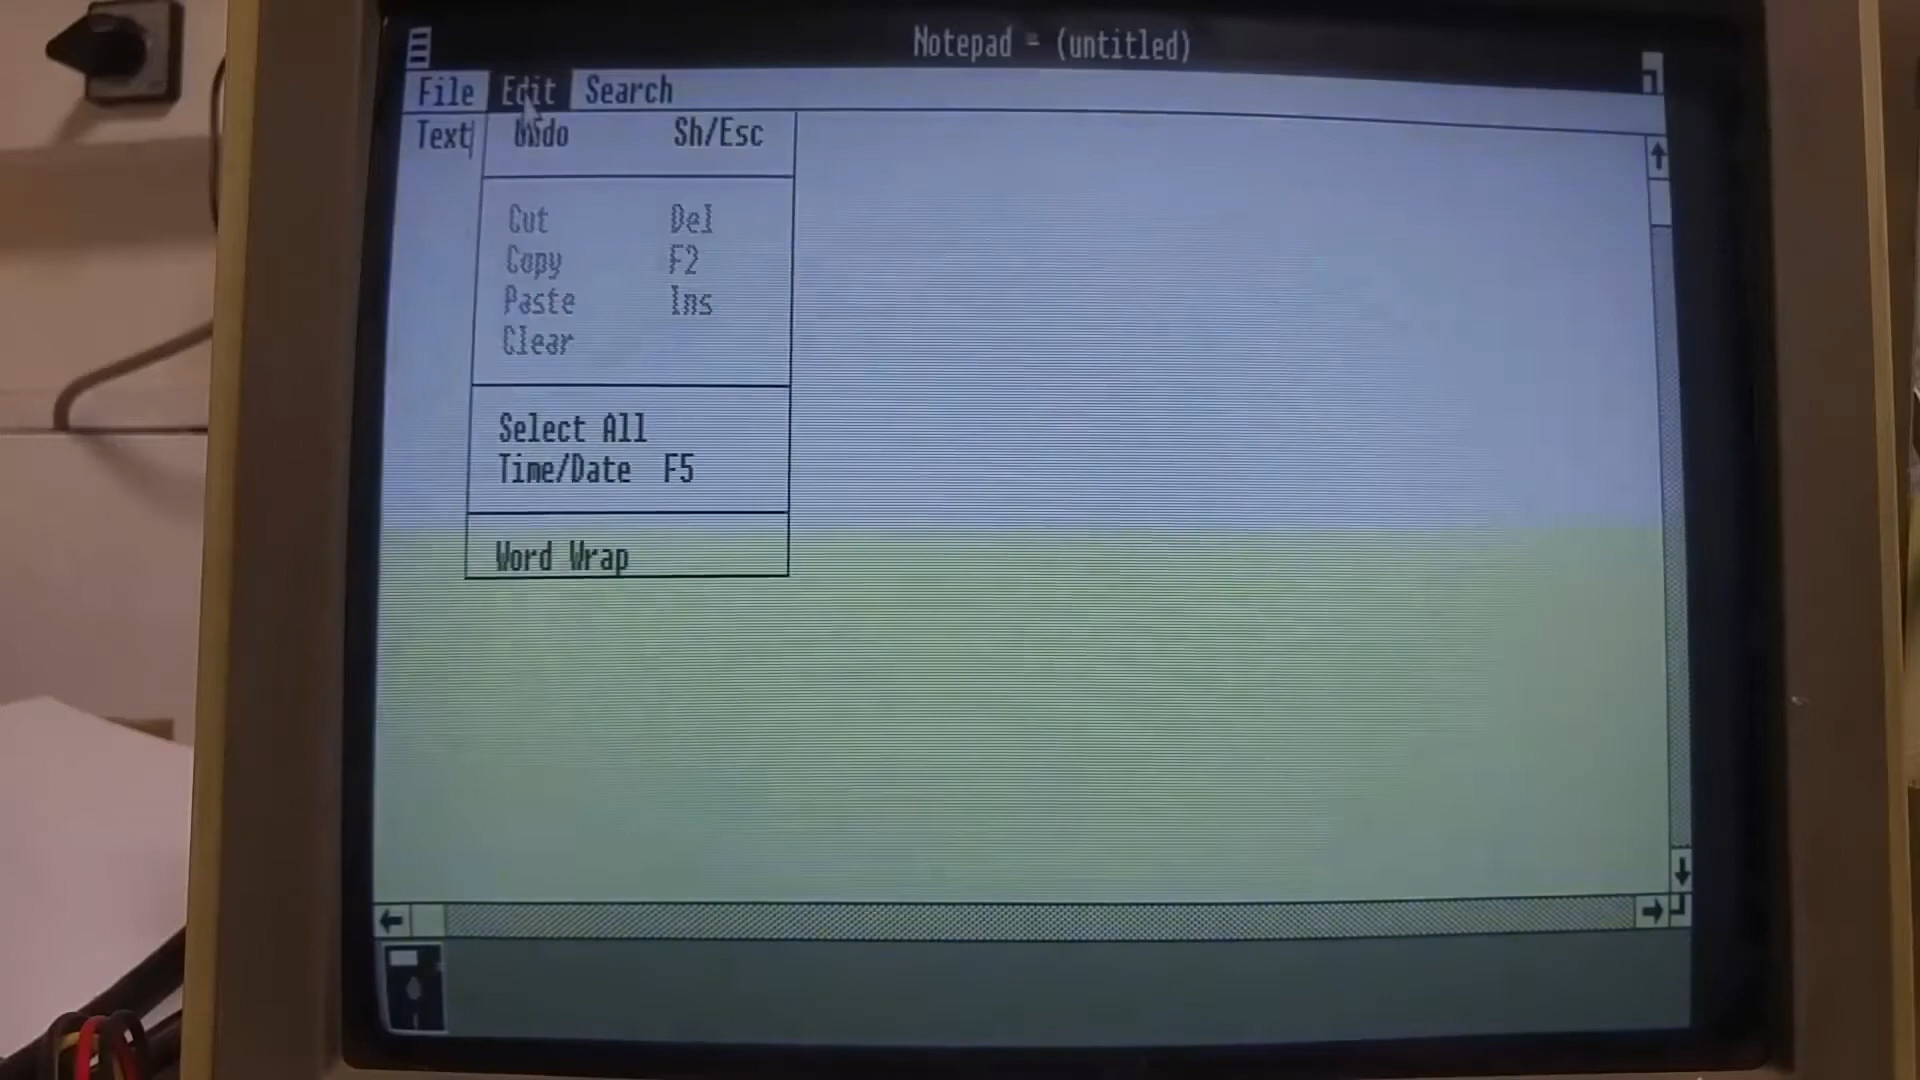 Notepad - (untitled)
File Edit Search
Text
Undo Sh/Esc
Cut Del
Copy F2
Paste Ins
Clear
Select All
Time/Date F5
Word Wrap